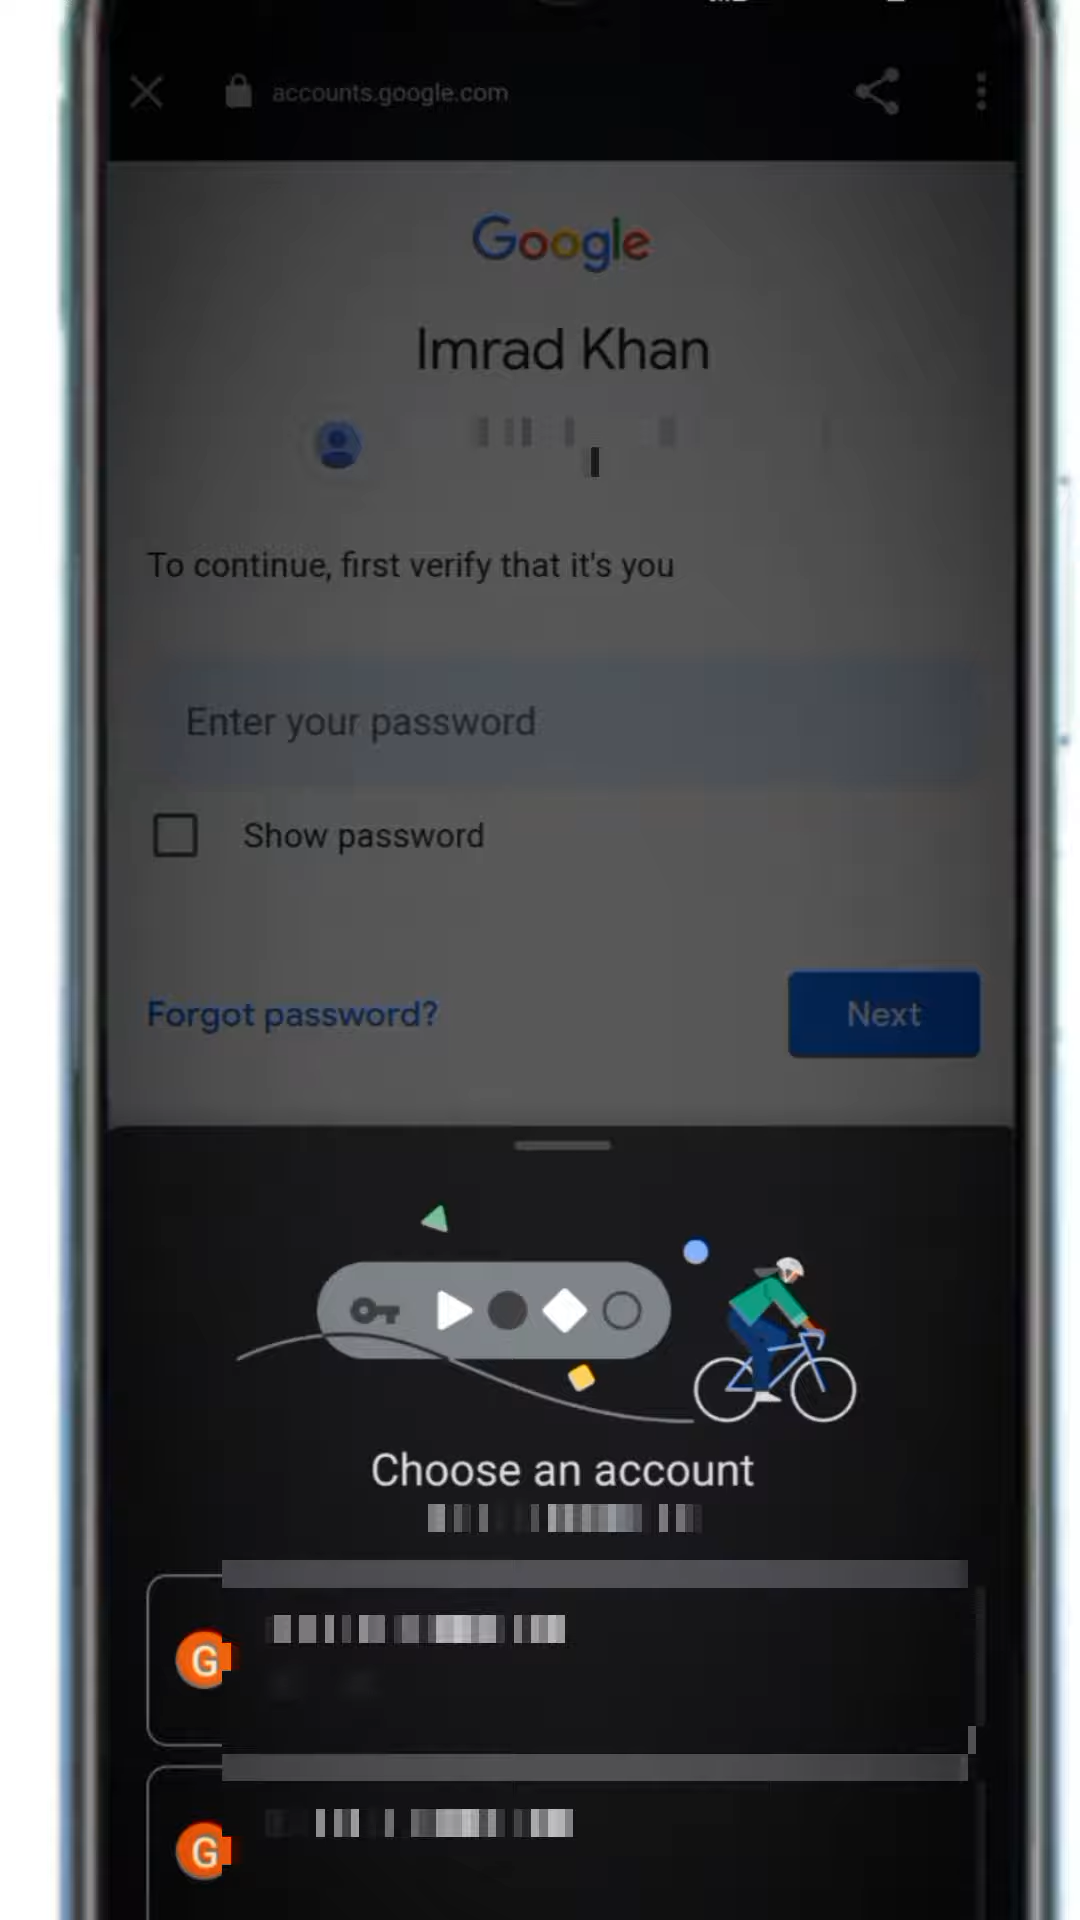 accounts.google.com
Google
Imrad Khan
To continue, first verify that it's you
Enter your password
Show password
Forgot password?
Next
Choose an account
G
G